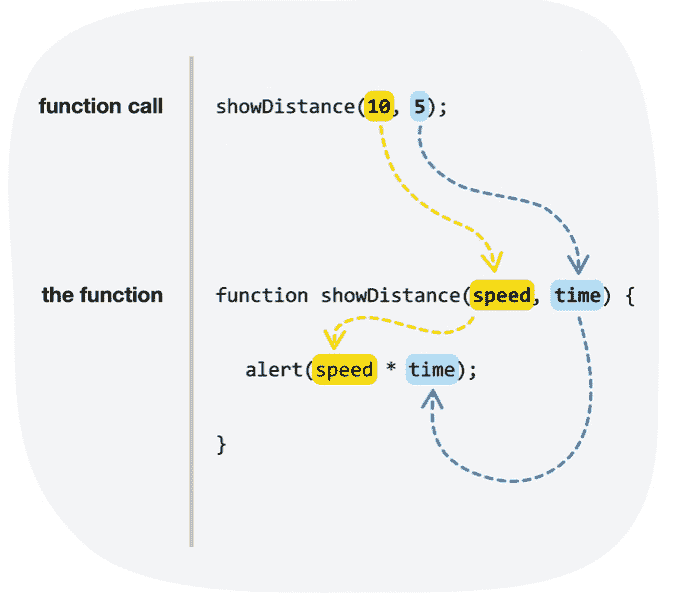 function call showDistance(10, 5);
the function function showDistance(speed, time) {
alert(speed * time);
}